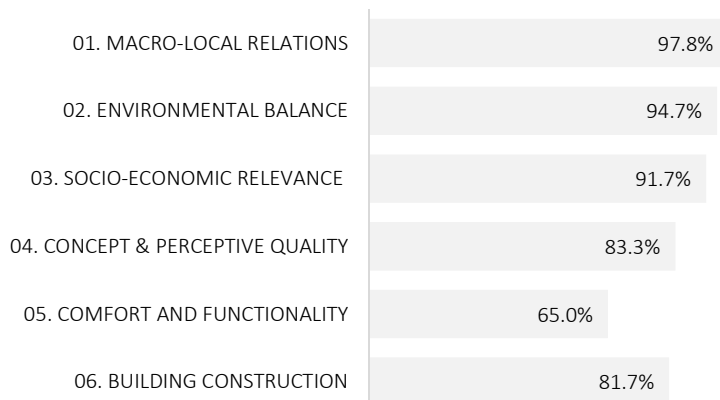 01. MACRO-LOCAL RELATIONS 97.8%
02. ENVIRONMENTAL BALANCE 94.7%
03. SOCIO-ECONOMIC RELEVANCE 91.7%
04. CONCEPT & PERCEPTIVE QUALITY 83.3%
05. COMFORT AND FUNCTIONALITY 65.0%
06. BUILDING CONSTRUCTION 81.7%